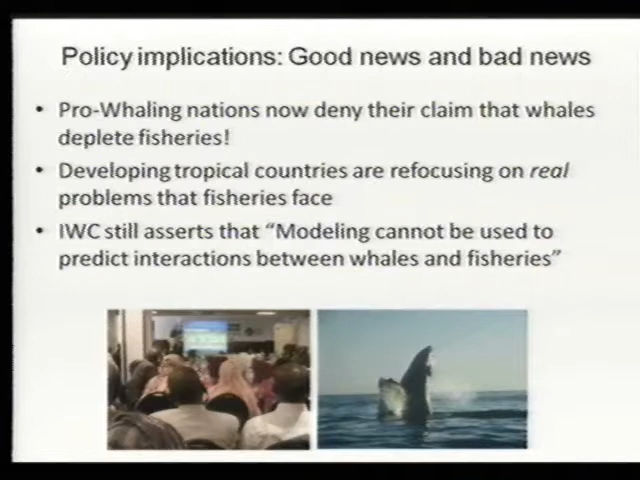 Policy implications: Good news and bad news
• Pro-Whaling nations now deny their claim that whales
deplete fisheries!
• Developing tropical countries are refocusing on real
problems that fisheries face
• IWC still asserts that “Modeling cannot be used to
predict interactions between whales and fisheries”